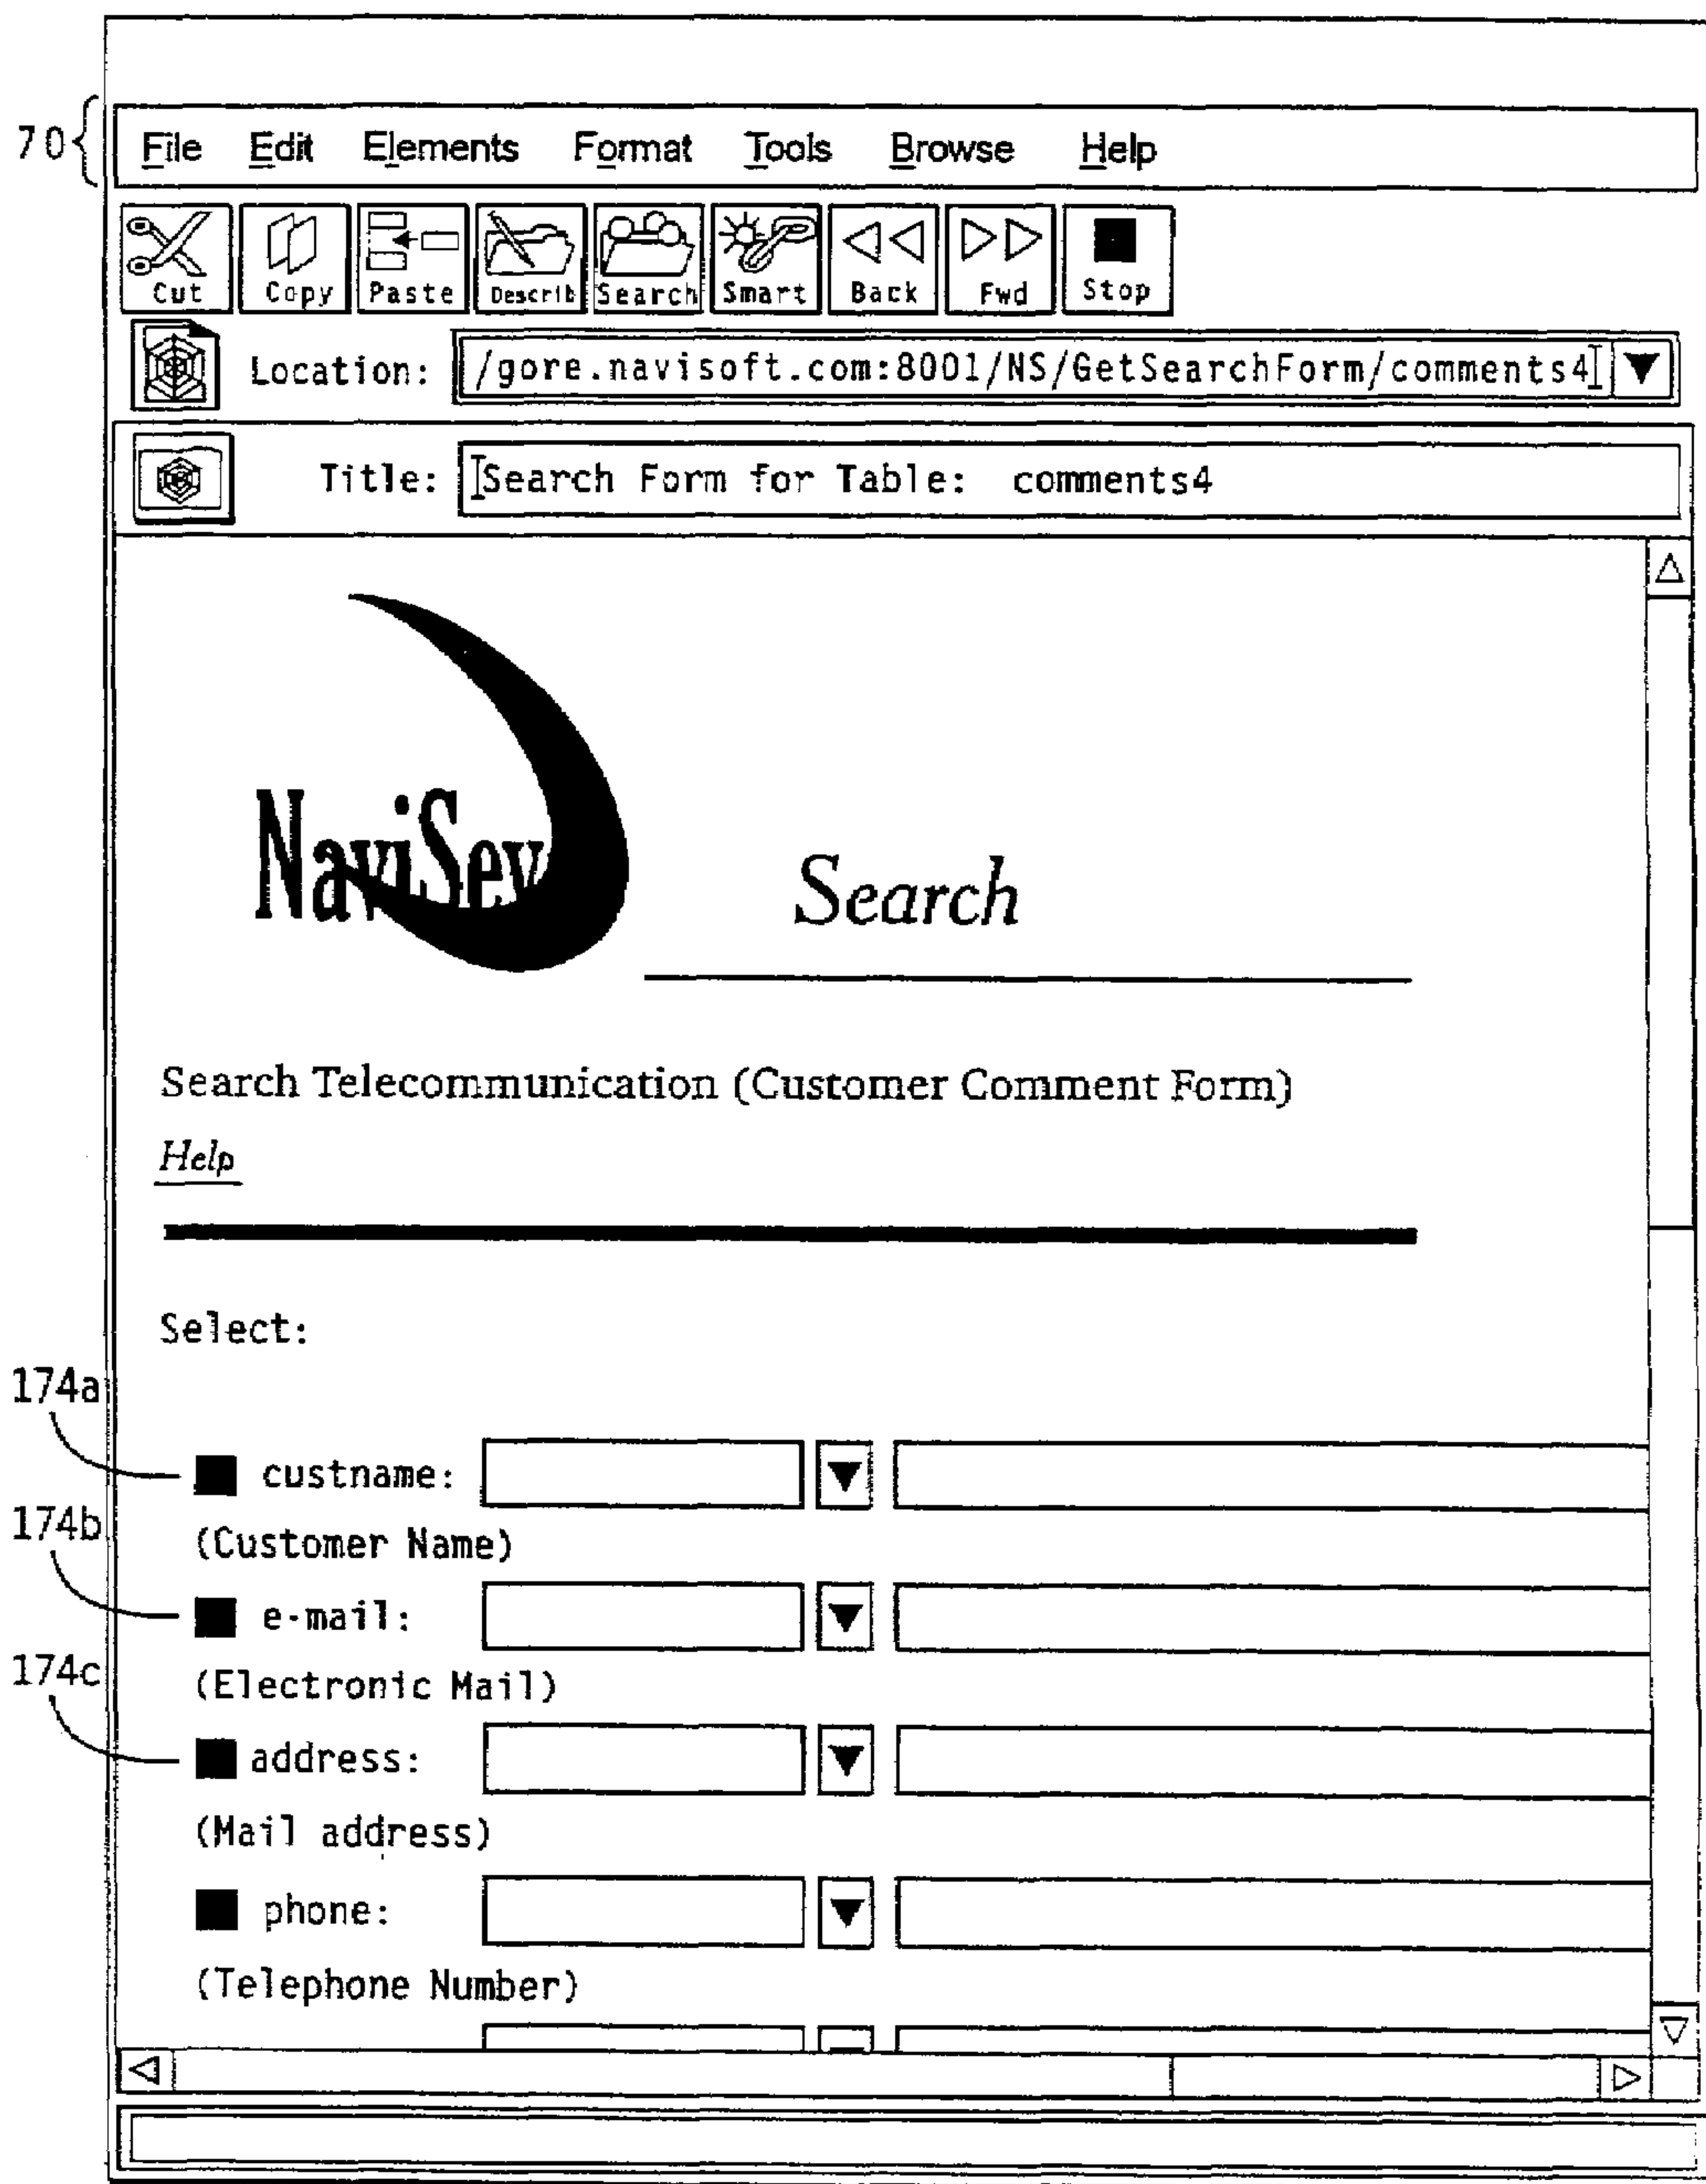 70
File Edit Elements Format Tools Browse Help
Cut Copy Paste Describ Search Smart Back Fwd Stop
Location: /gore.navisoft.com:8001/NS/GetSearchForm/comments4
Title: Search Form for Table: comments4
NaviSev
Search
Search Telecommunication (Customer Comment Form)
Help
Select:
174a
custname:
174b
(Customer Name)
e-mail:
174c
(Electronic Mail)
address:
(Mail address)
phone:
(Telephone Number)